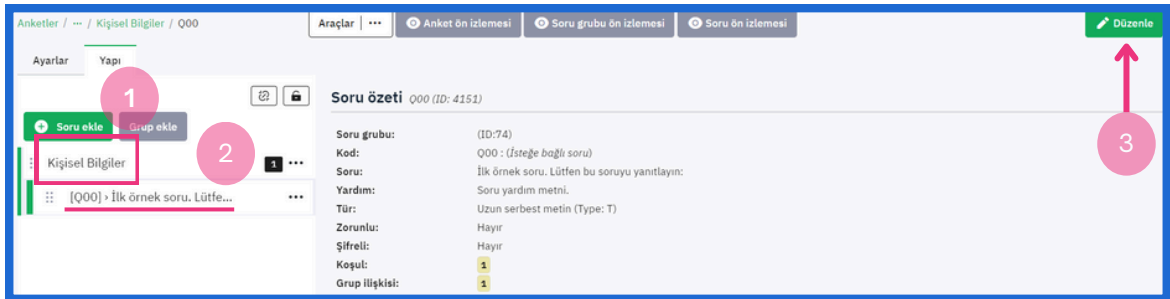 Anketler / ··· / Kişisel Bilgiler / Q00
Araçlar ···
Anket ön izlemesi
Soru grubu ön izlemesi
Soru ön izlemesi
Düzenle
Ayarlar
Yapı
1
Soru ekle
Grup ekle
2
3
Kişisel Bilgiler
1
[Q00] › İlk örnek soru. Lütfe...
Soru özeti Q00 (ID: 4151)
Soru grubu: (ID:74)
Kod: Q00 : (İsteğe bağlı soru)
Soru: İlk örnek soru. Lütfen bu soruyu yanıtlayın:
Yardım: Soru yardım metni.
Tür: Uzun serbest metin (Type: T)
Zorunlu: Hayır
Şifreli: Hayır
Koşul: 1
Grup ilişkisi: 1